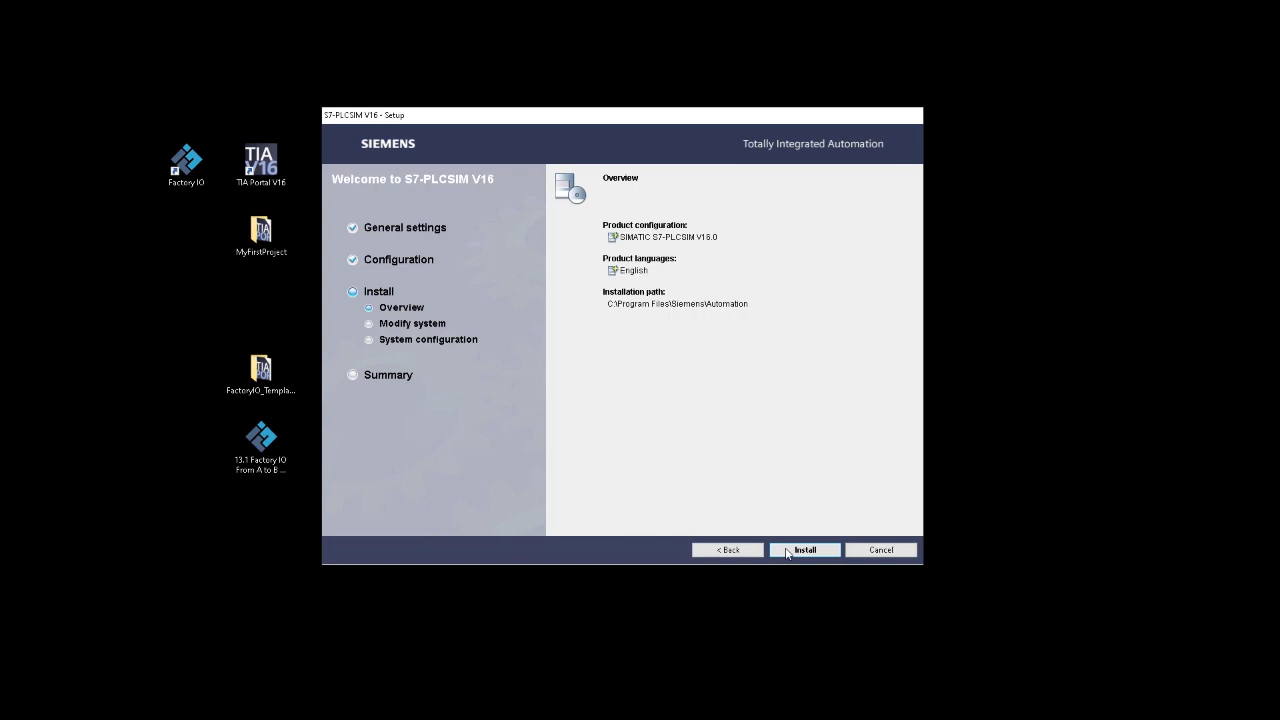 S7-PLCSIM V16 - Setup
SIEMENS
Totally Integrated Automation
Welcome to S7-PLCSIM V16
General settings
Configuration
Install
Overview
Modify system
System configuration
Summary
Overview
Product configuration:
SIMATIC S7-PLCSIM V16.0
Product languages:
English
Installation path:
C:\Program Files\Siemens\Automation
< Back
Install
Cancel
Factory IO
TIA
V16
TIA Portal V16
MyFirstProject
FactoryIO_Templa...
13.1 Factory IO
From A to B ...